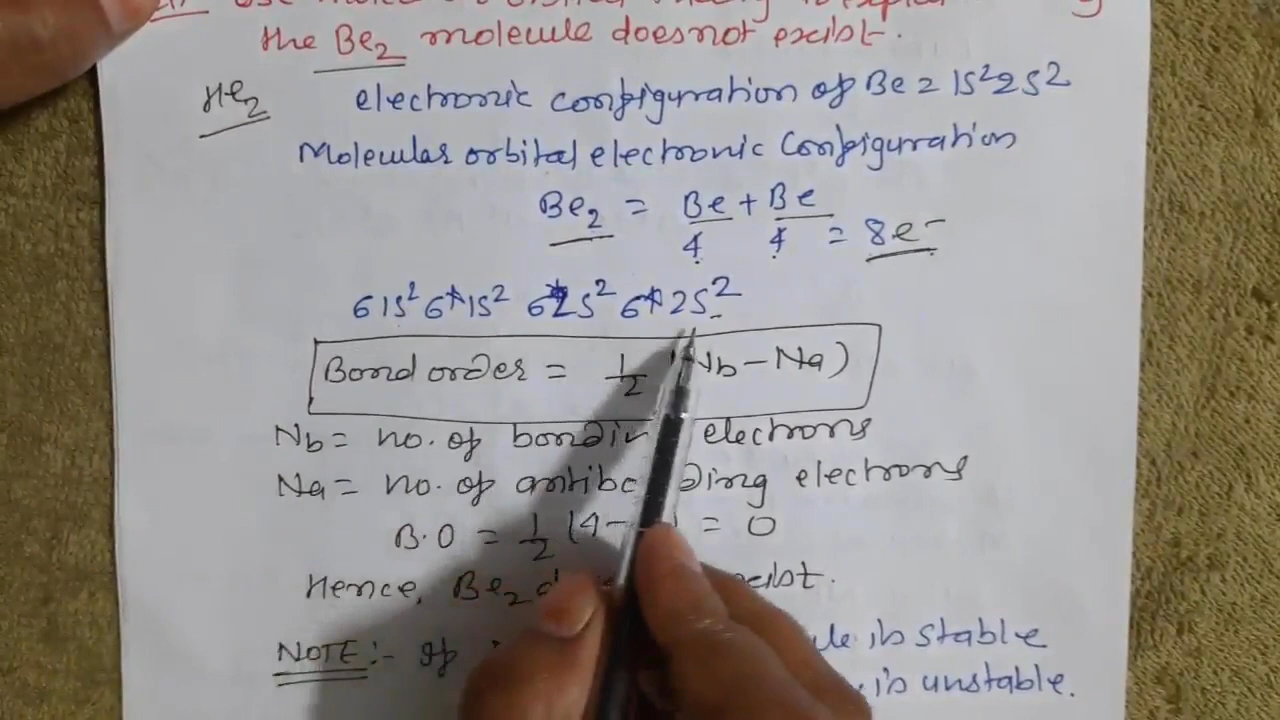 the Be2 molecule does not exist.
He2
electronic configuration of Be = 1s² 2s²
Molecular orbital electronic configuration
Be2 = Be + Be
4 4 = 8e⁻
σ1s² σ*1s² σ2s² σ*2s²
Bond order = 1/2 (Nb - Na)
Nb = no. of bonding electrons
Na = no. of antibonding electrons
B.O = 1/2 (4- ) = 0
Hence, Be2 exist.
NOTE:- If is stable
is unstable.